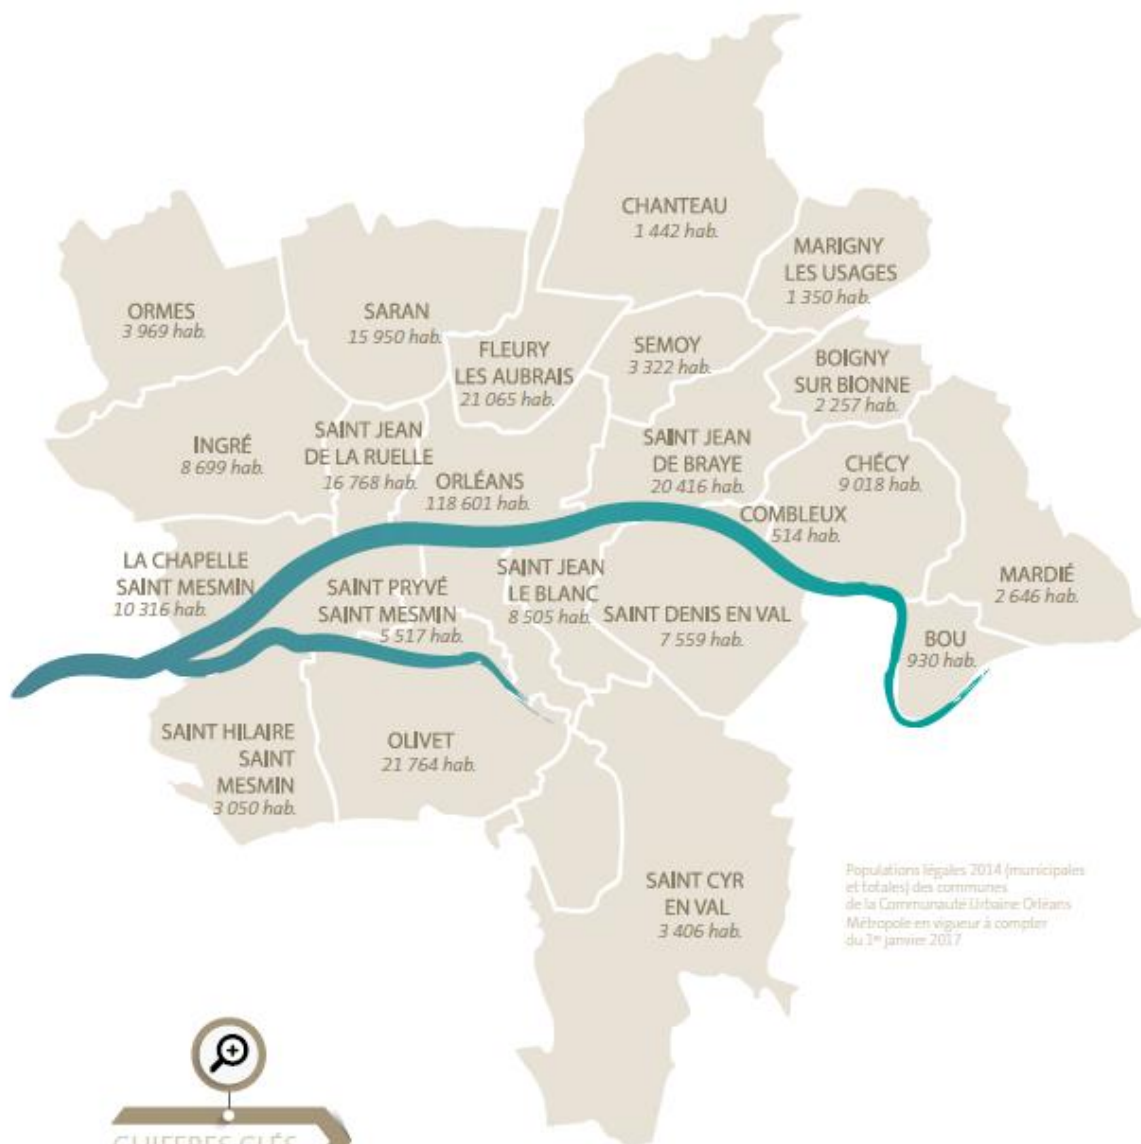 CHANTEAU
1 442 hab.
MARIGNY
LES USAGES
1 350 hab.
ORMES
3 969 hab.
SARAN
15 950 hab.
FLEURY
LES AUBRAIS
21 065 hab.
SEMOY
3 322 hab.
BOIGNY
SUR BIONNE
2 257 hab.
INGRÉ
8 699 hab.
SAINT JEAN
DE LA RUELLE
16 768 hab.
ORLÉANS
118 601 hab.
SAINT JEAN
DE BRAYE
20 416 hab.
CHÉCY
9 018 hab.
COMBLEUX
514 hab.
LA CHAPELLE
SAINT MESMIN
10 316 hab.
SAINT PRYVÉ
SAINT MESMIN
5 517 hab.
SAINT JEAN
LE BLANC
8 505 hab.
SAINT DENIS EN VAL
7 559 hab.
MARDIÉ
2 646 hab.
BOU
930 hab.
SAINT HILAIRE
SAINT
MESMIN
3 050 hab.
OLIVET
21 764 hab.
SAINT CYR
EN VAL
3 406 hab.
Populations légales 2014 (municipales
et totales) des communes
de la Communauté Urbaine Orléans
Métropole en vigueur à compter
du 1er janvier 2017
CHIFFRES CLÉS